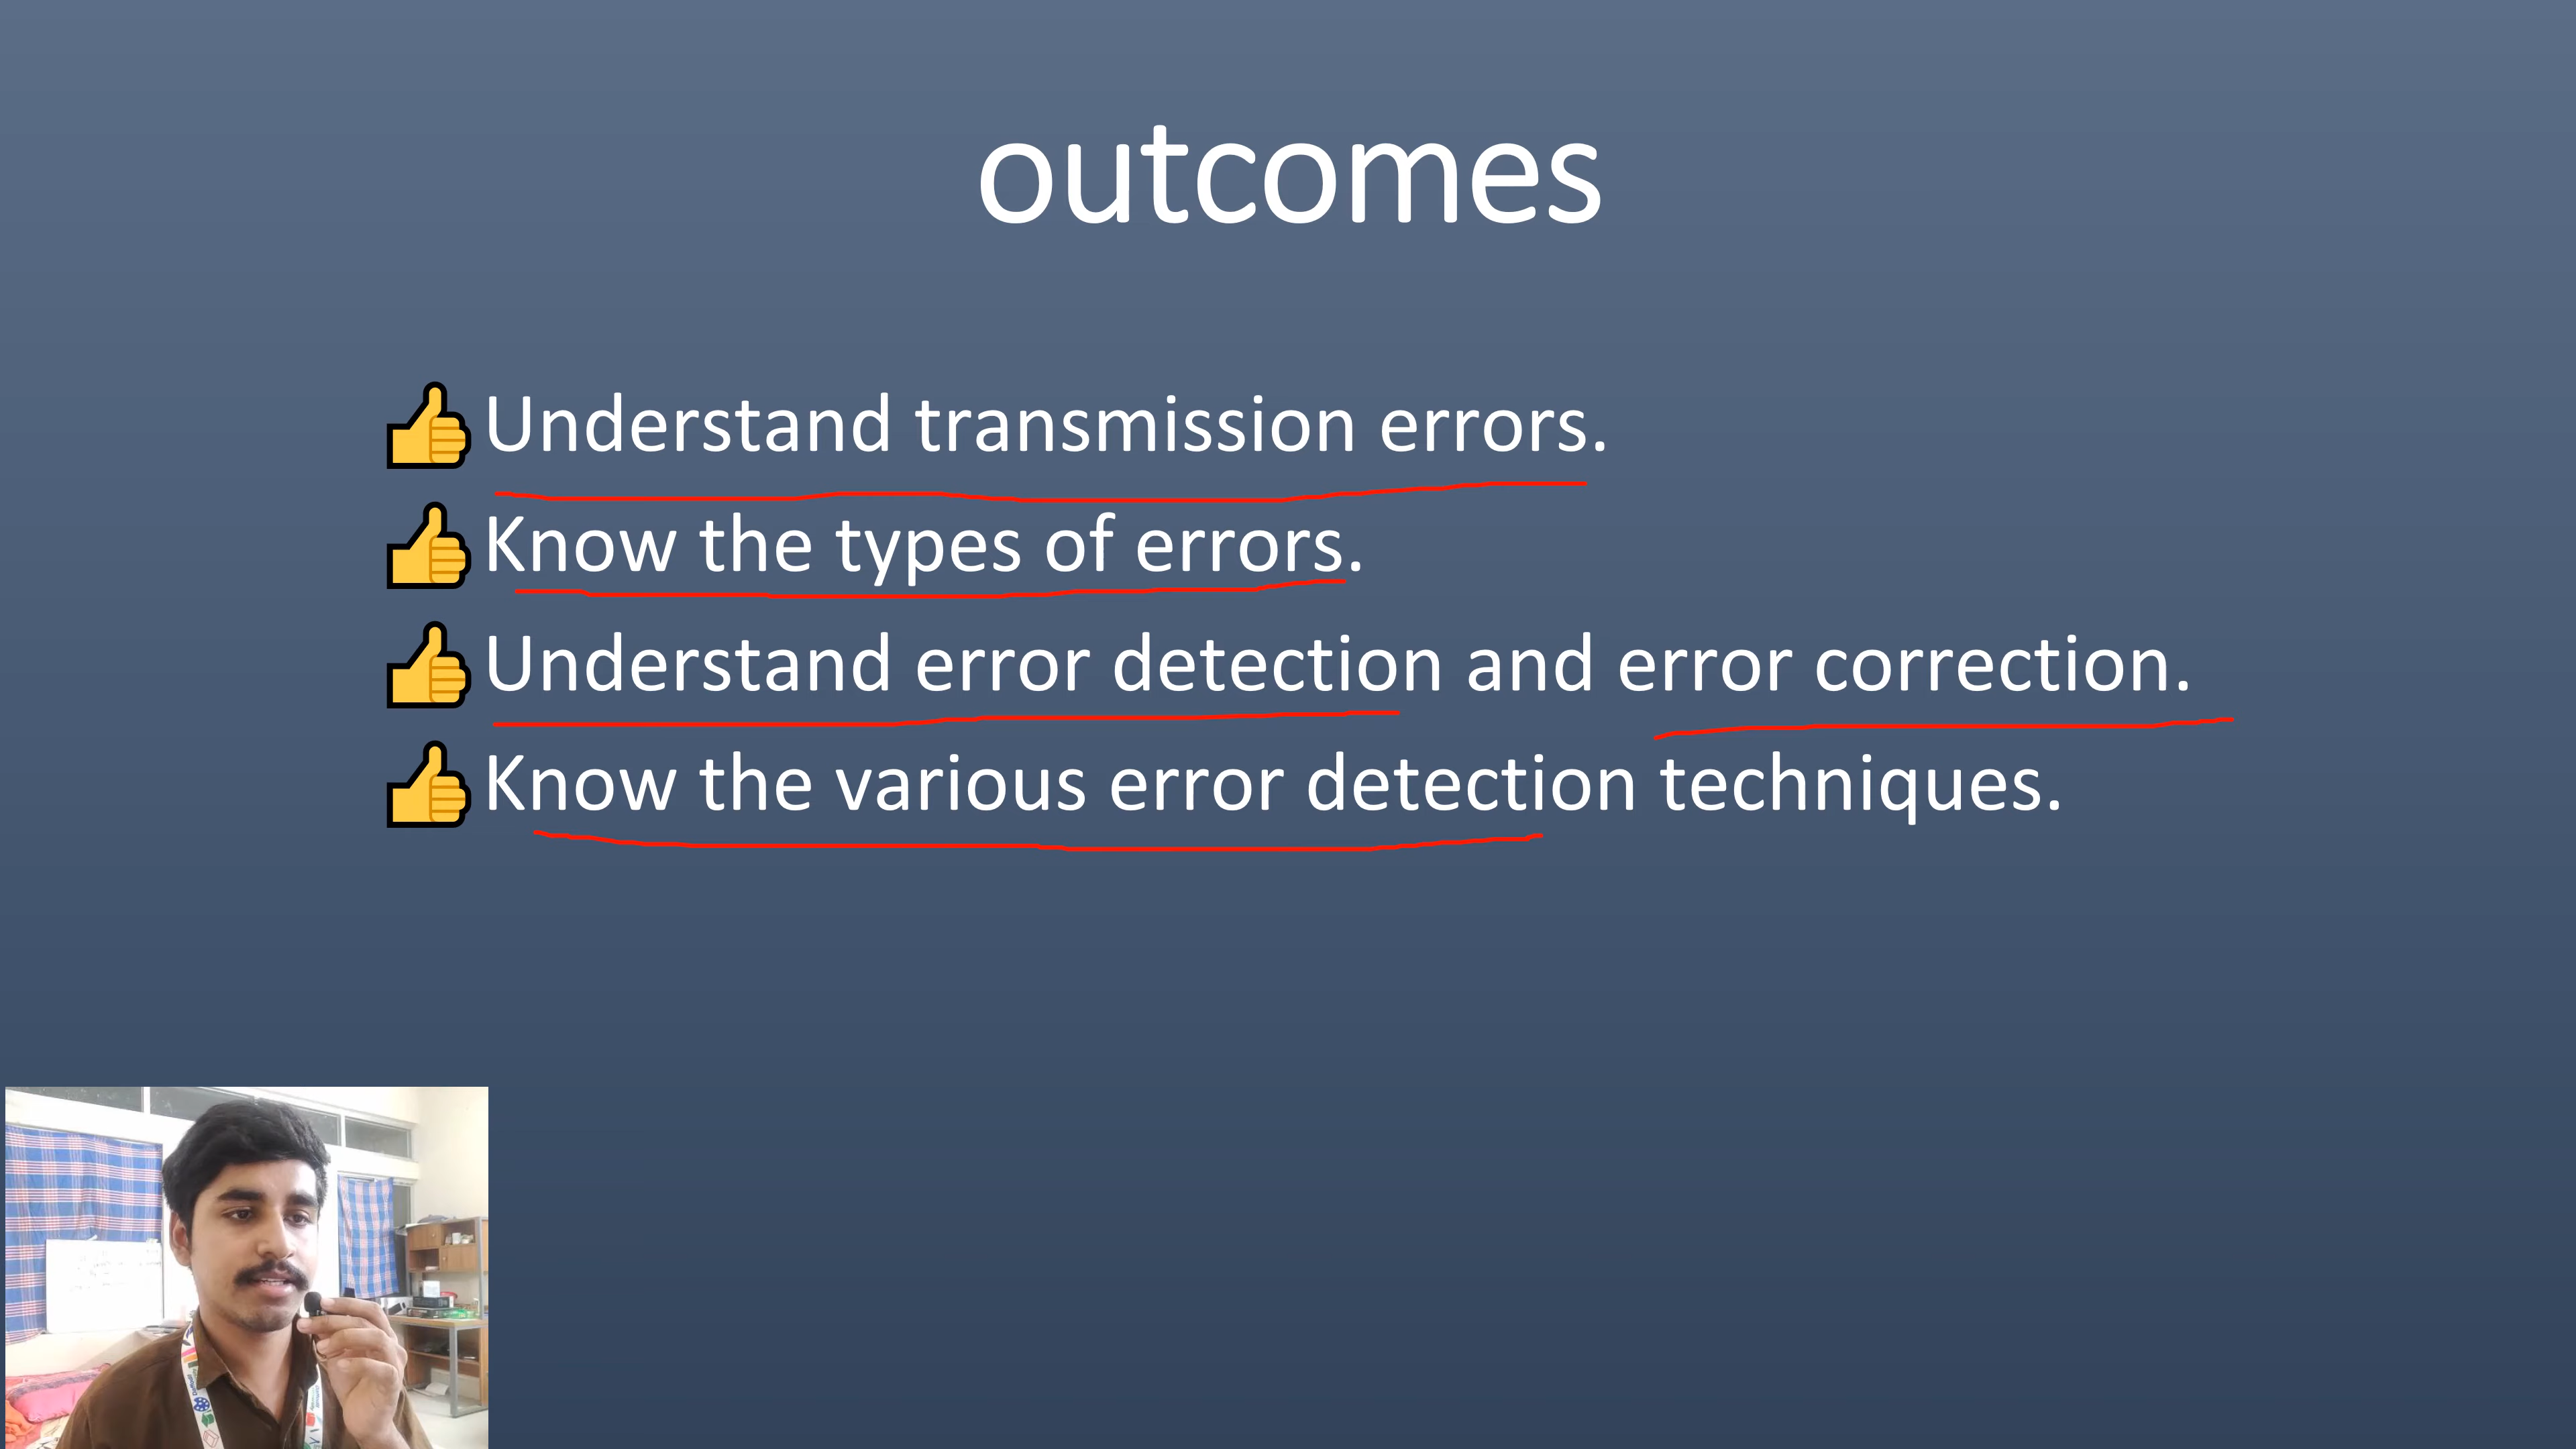 outcomes
Understand transmission errors.
Know the types of errors.
Understand error detection and error correction.
Know the various error detection techniques.